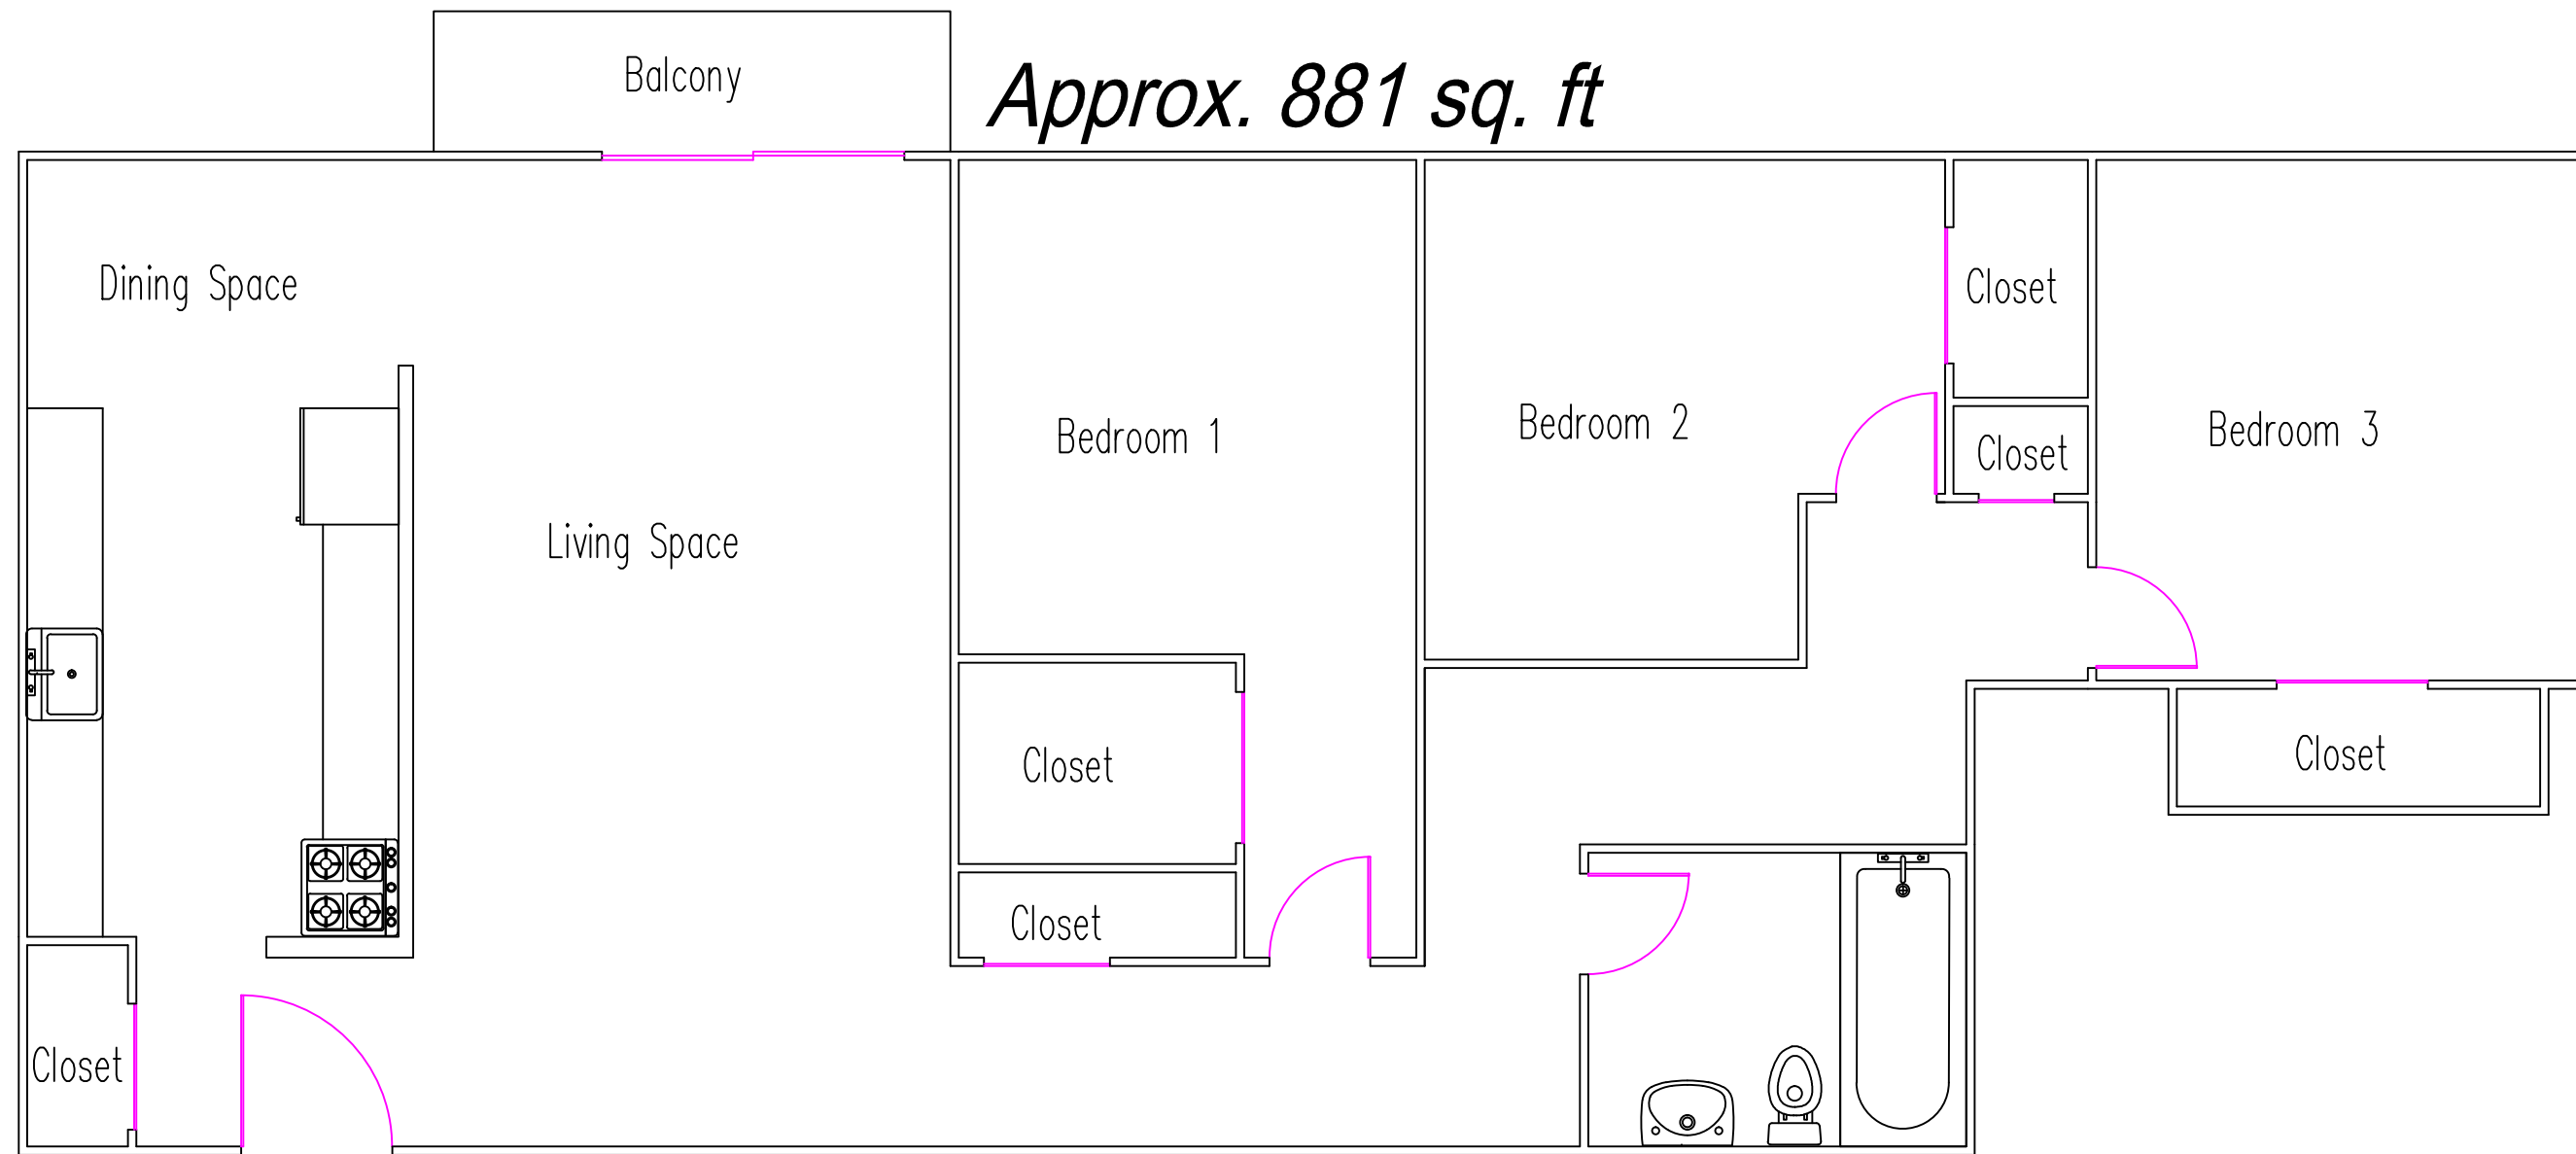 Balcony
Approx. 881 sq. ft
Dining Space
Closet
Bedroom 1
Bedroom 2
Closet
Bedroom 3
Living Space
Closet
Closet
Closet
Closet